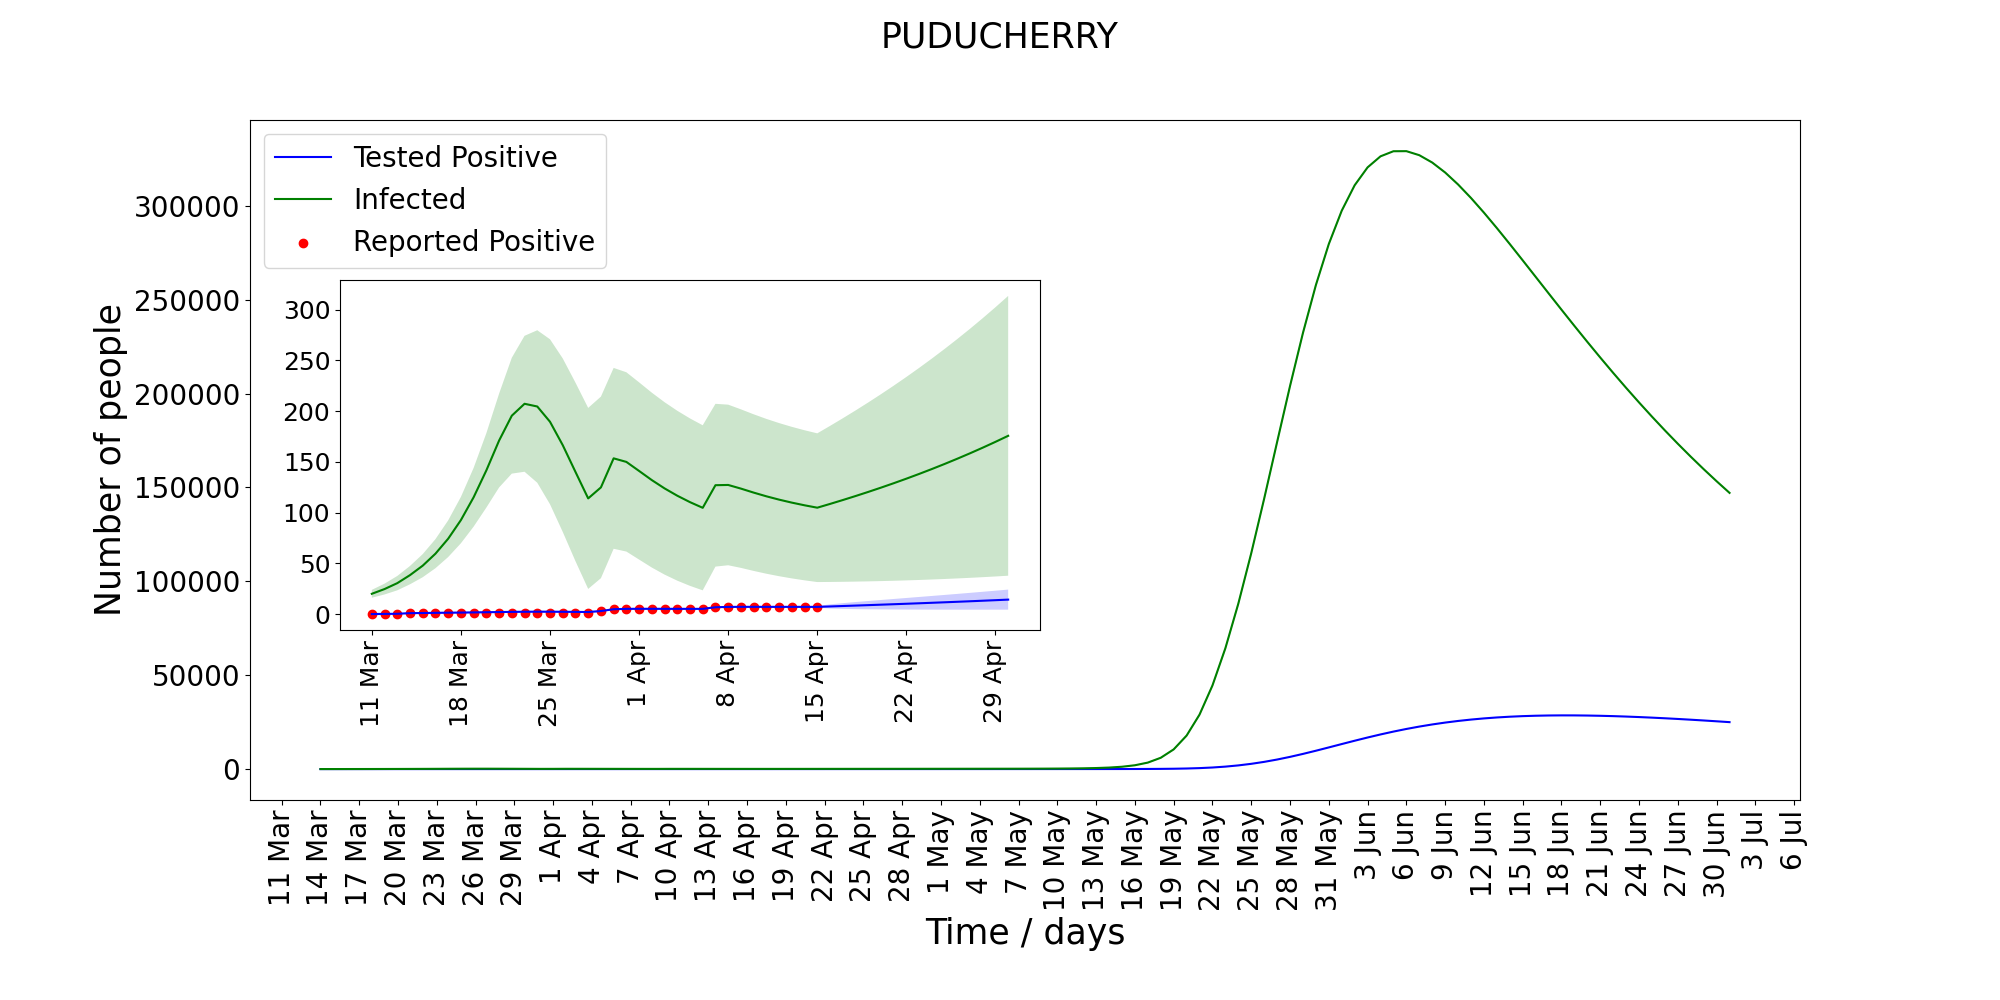 PUDUCHERRY
Tested Positive
Infected
Reported Positive
Number of people
300000
250000
200000
150000
100000
50000
0
300
250
200
150
100
50
0
11 Mar
18 Mar
25 Mar
1 Apr
8 Apr
15 Apr
22 Apr
29 Apr
11 Mar
14 Mar
17 Mar
20 Mar
23 Mar
26 Mar
29 Mar
1 Apr
4 Apr
7 Apr
10 Apr
13 Apr
16 Apr
19 Apr
22 Apr
25 Apr
28 Apr
1 May
4 May
7 May
10 May
13 May
16 May
19 May
22 May
25 May
28 May
31 May
3 Jun
6 Jun
9 Jun
12 Jun
15 Jun
18 Jun
21 Jun
24 Jun
27 Jun
30 Jun
3 Jul
6 Jul
Time / days